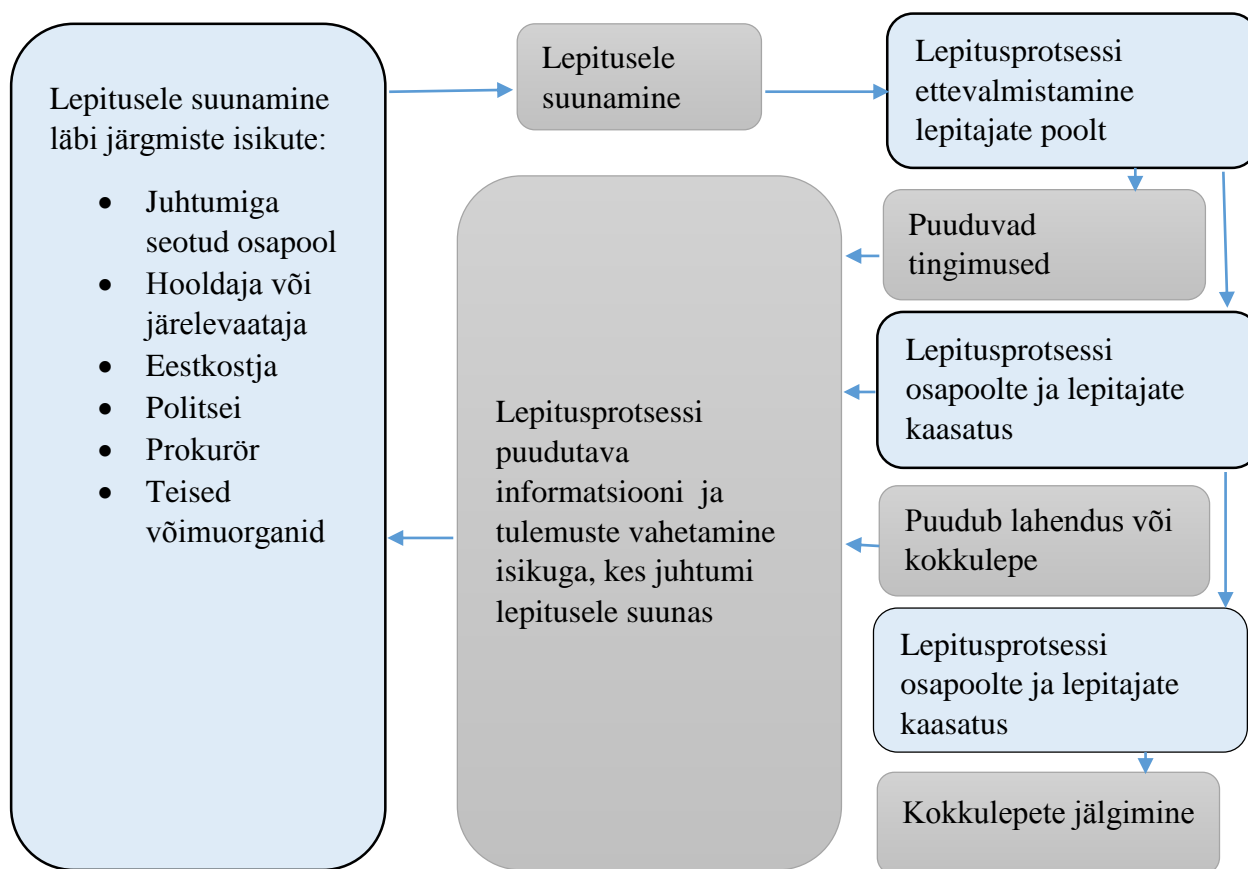 Lepitusele suunamine
läbi järgmiste isikute:
• Juhtumiga
seotud osapool
• Hooldaja või
järelevaataja
• Eestkostja
• Politsei
• Prokurör
• Teised
võimuorganid
Lepitusele
suunamine
Lepitusprotsessi
ettevalmistamine
lepitajate poolt
Puuduvad
tingimused
Lepitusprotsessi
osapoolte ja lepitajate
kaasatus
Puudub lahendus või
kokkulepe
Lepitusprotsessi
osapoolte ja lepitajate
kaasatus
Kokkulepete jälgimine
Lepitusprotsessi
puudutava
informatsiooni ja
tulemuste vahetamine
isikuga, kes juhtumi
lepitusele suunas